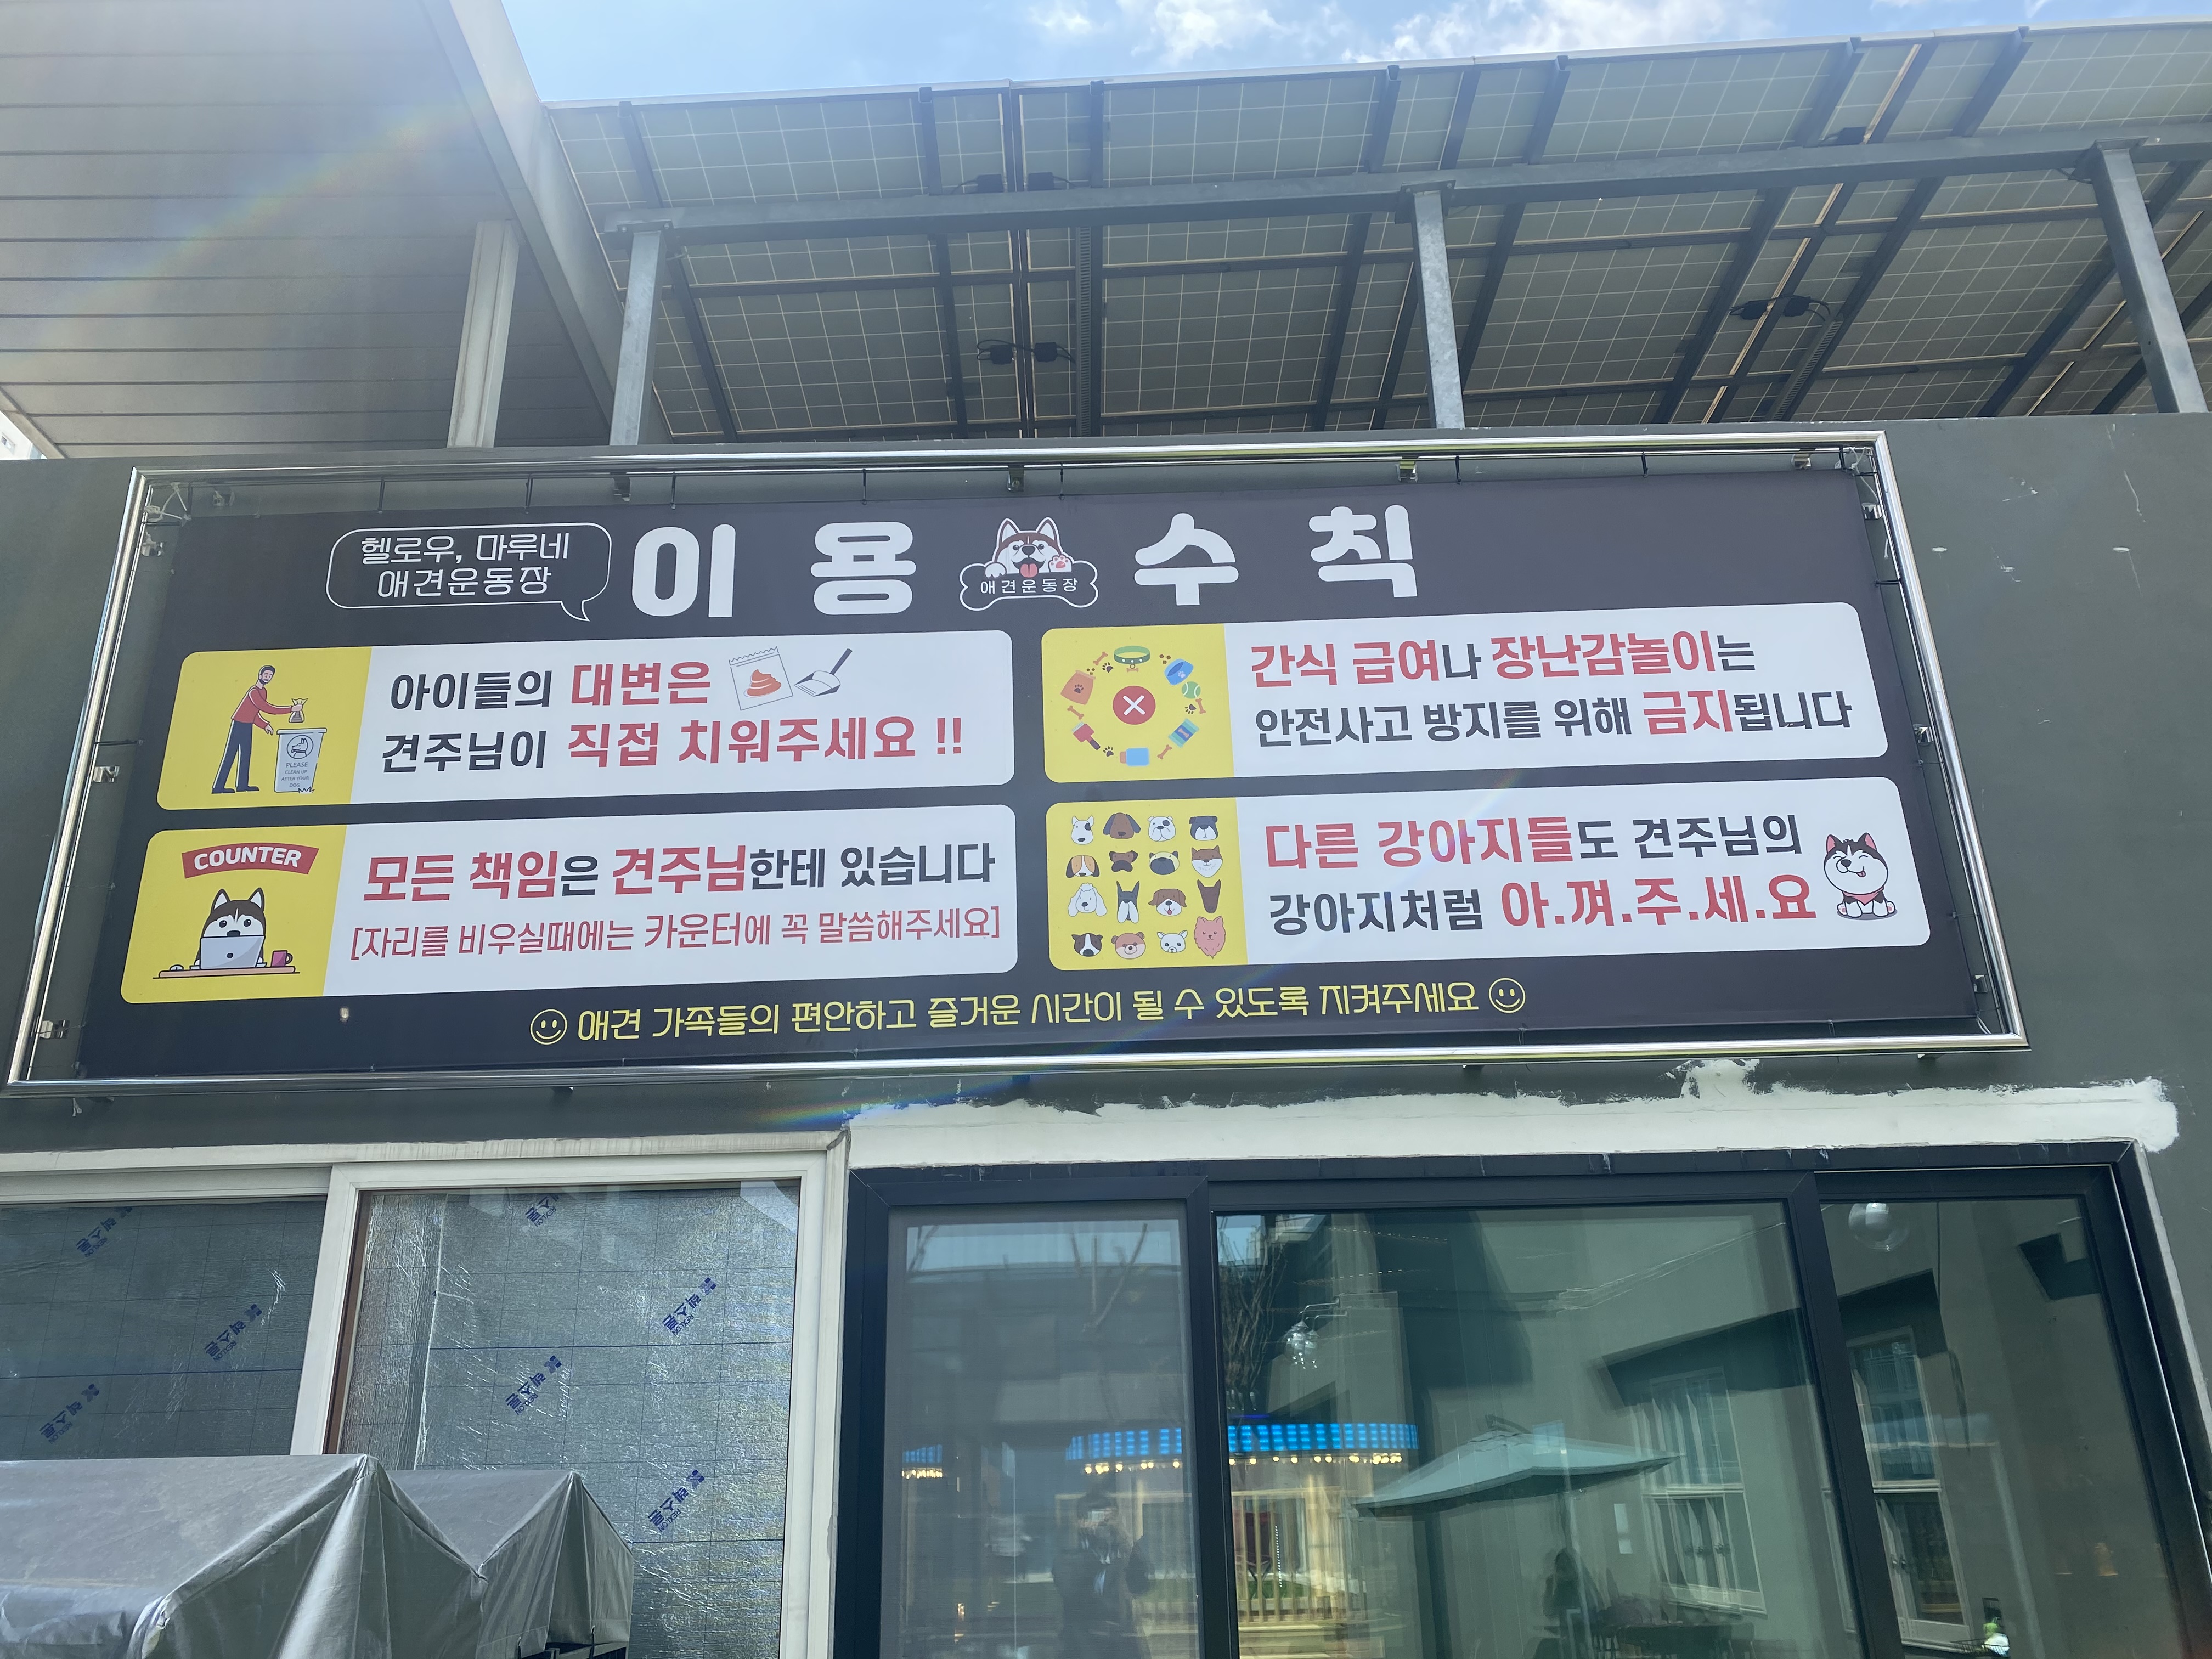 헬로우, 마루네
애견운동장
이용수칙
애견운동장
아이들의 대변은
견주님이 직접 치워주세요 !!
PLEASE
CLEAN UP
AFTER YOUR
DOG
간식 급여나 장난감놀이는
안전사고 방지를 위해 금지됩니다
COUNTER
모든 책임은 견주님한테 있습니다
[자리를 비우실때에는 카운터에 꼭 말씀해주세요]
다른 강아지들도 견주님의
강아지처럼 아.껴.주.세.요
애견 가족들의 편안하고 즐거운 시간이 될 수 있도록 지켜주세요